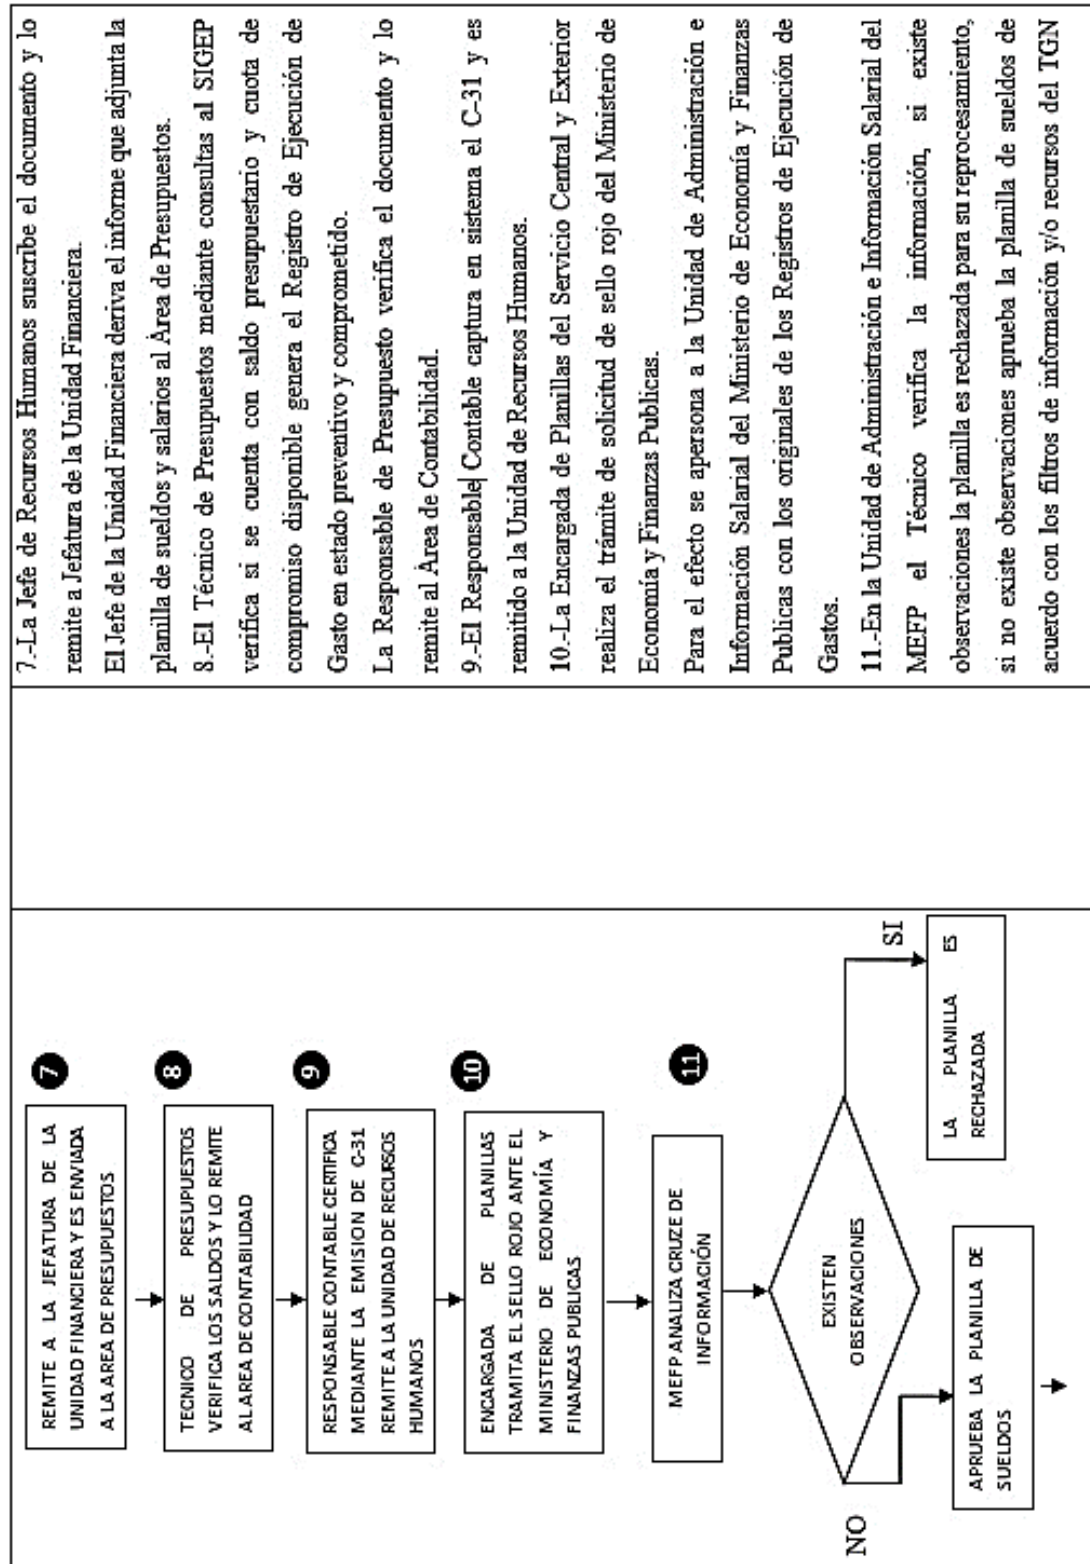 REMITE A LA JEFATURA DE LA
UNIDAD FINANCIERA Y ES ENVIADA
A LA AREA DE PRESUPUESTOS
7
TECNICO DE PRESUPUESTOS
VERIFICA LOS SALDOS Y LO REMITE
AL AREA DE CONTABILIDAD
8
RESPONSABLE CONTABLE CERTIFICA
MEDIANTE LA EMISION DE C-31
REMITE A LA UNIDAD DE RECURSOS
HUMANOS
9
ENCARGADA DE PLANILLAS
TRAMITA EL SELLO ROJO ANTE EL
MINISTERIO DE ECONOMÍA Y
FINANZAS PUBLICAS
10
MEFP ANALIZA CRUZE DE
INFORMACIÓN
11
EXISTEN
OBSERVACIONES
NO
SI
APRUEBA LA PLANILLA DE
SUELDOS
LA PLANILLA ES
RECHAZADA
7.-La Jefe de Recursos Humanos suscribe el documento y lo
remite a Jefatura de la Unidad Financiera.
El Jefe de la Unidad Financiera deriva el informe que adjunta la
planilla de sueldos y salarios al Área de Presupuestos.
8.-El Técnico de Presupuestos mediante consultas al SIGEP
verifica si se cuenta con saldo presupuestario y cuota de
compromiso disponible genera el Registro de Ejecución de
Gasto en estado preventivo y comprometido.
La Responsable de Presupuesto verifica el documento y lo
remite al Área de Contabilidad.
9.-El Responsable Contable captura en sistema el C-31 y es
remitido a la Unidad de Recursos Humanos.
10.-La Encargada de Planillas del Servicio Central y Exterior
realiza el trámite de solicitud de sello rojo del Ministerio de
Economía y Finanzas Publicas.
Para el efecto se apersona a la Unidad de Administración e
Información Salarial del Ministerio de Economía y Finanzas
Publicas con los originales de los Registros de Ejecución de
Gastos.
11.-En la Unidad de Administración e Información Salarial del
MEFP el Técnico verifica la información, si existe
observaciones la planilla es rechazada para su reprocesamiento,
si no existe observaciones aprueba la planilla de sueldos de
acuerdo con los filtros de información y/o recursos del TGN